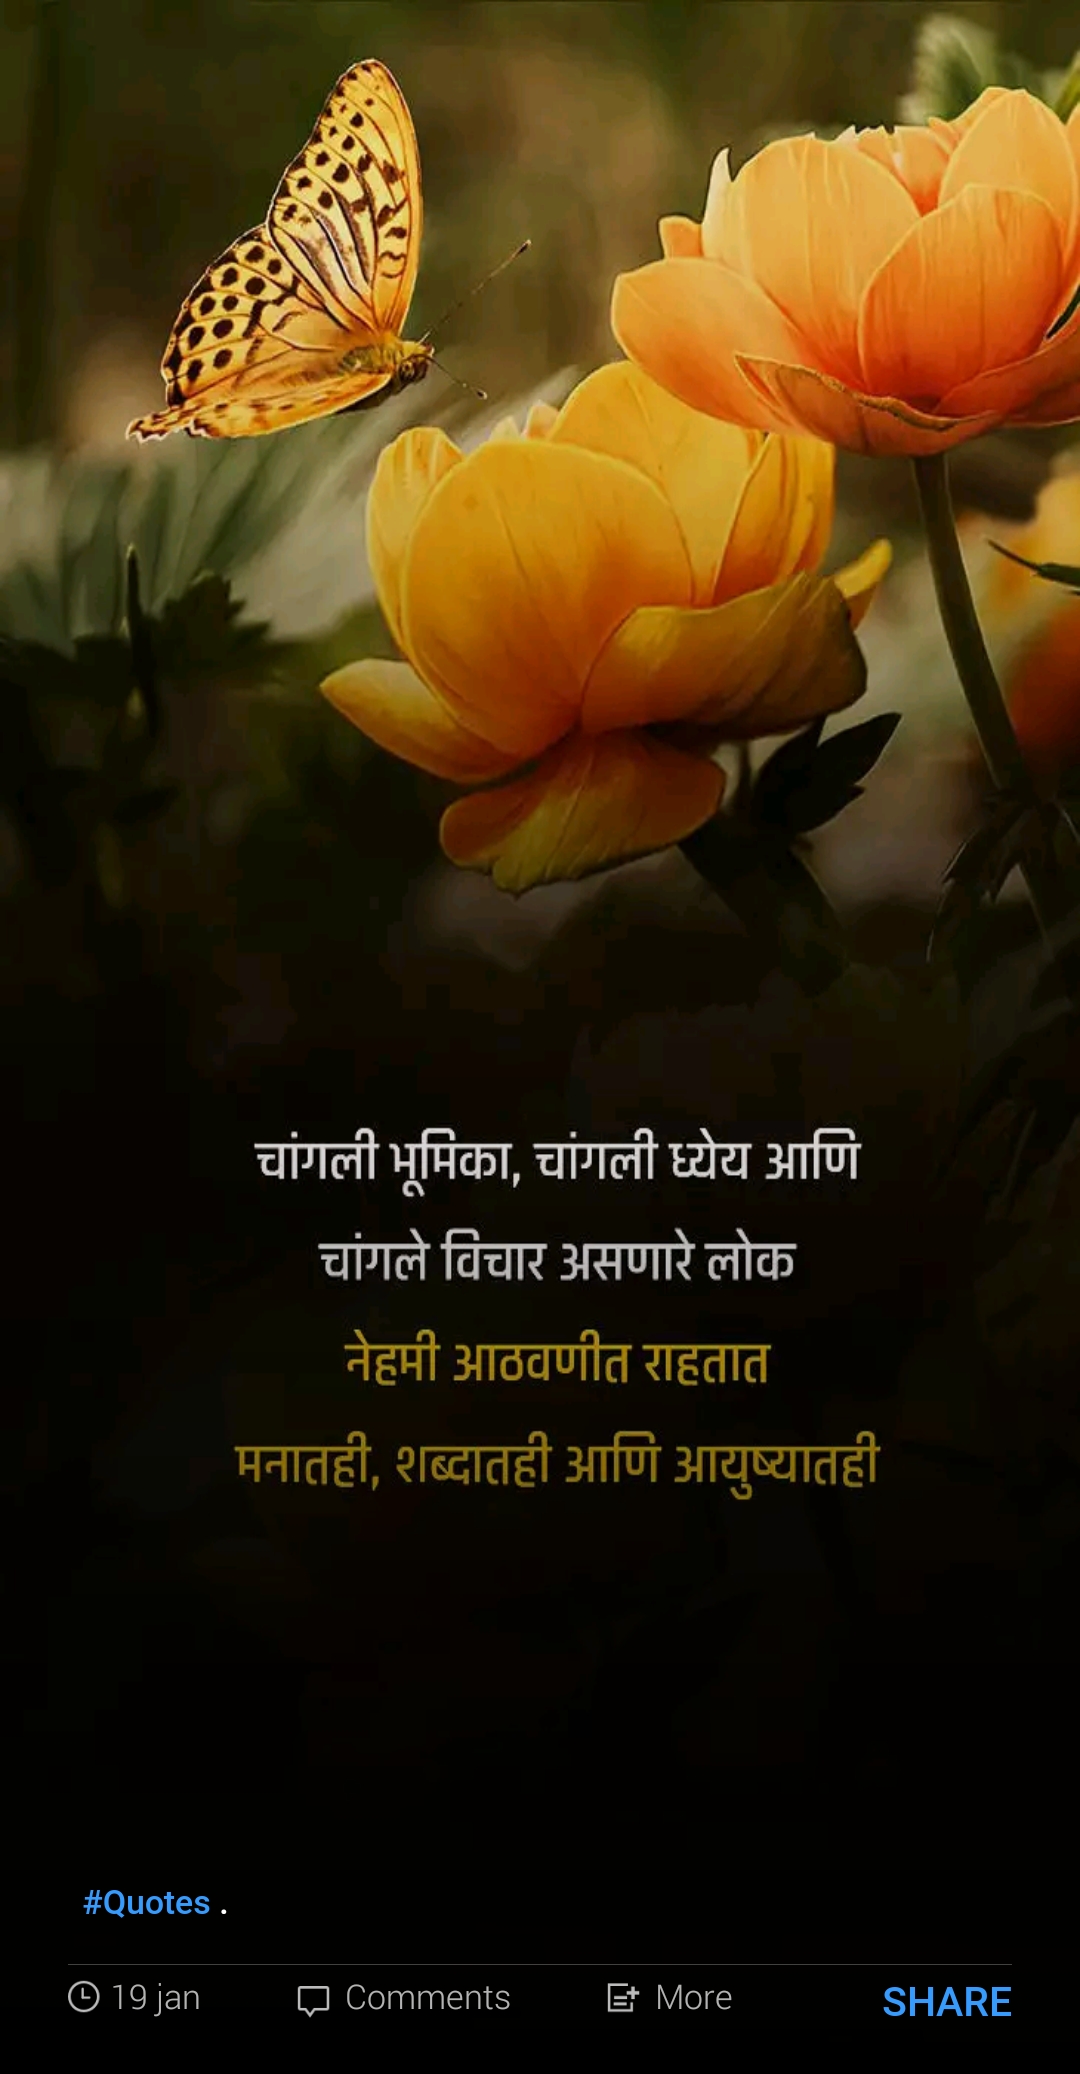 चांगली भूमिका, चांगली ध्येय आणि
चांगले विचार असणारे लोक
नेहमी आठवणीत राहतात
मनातही, शब्दातही आणि आयुष्यातही
#Quotes .
19 jan Comments More SHARE